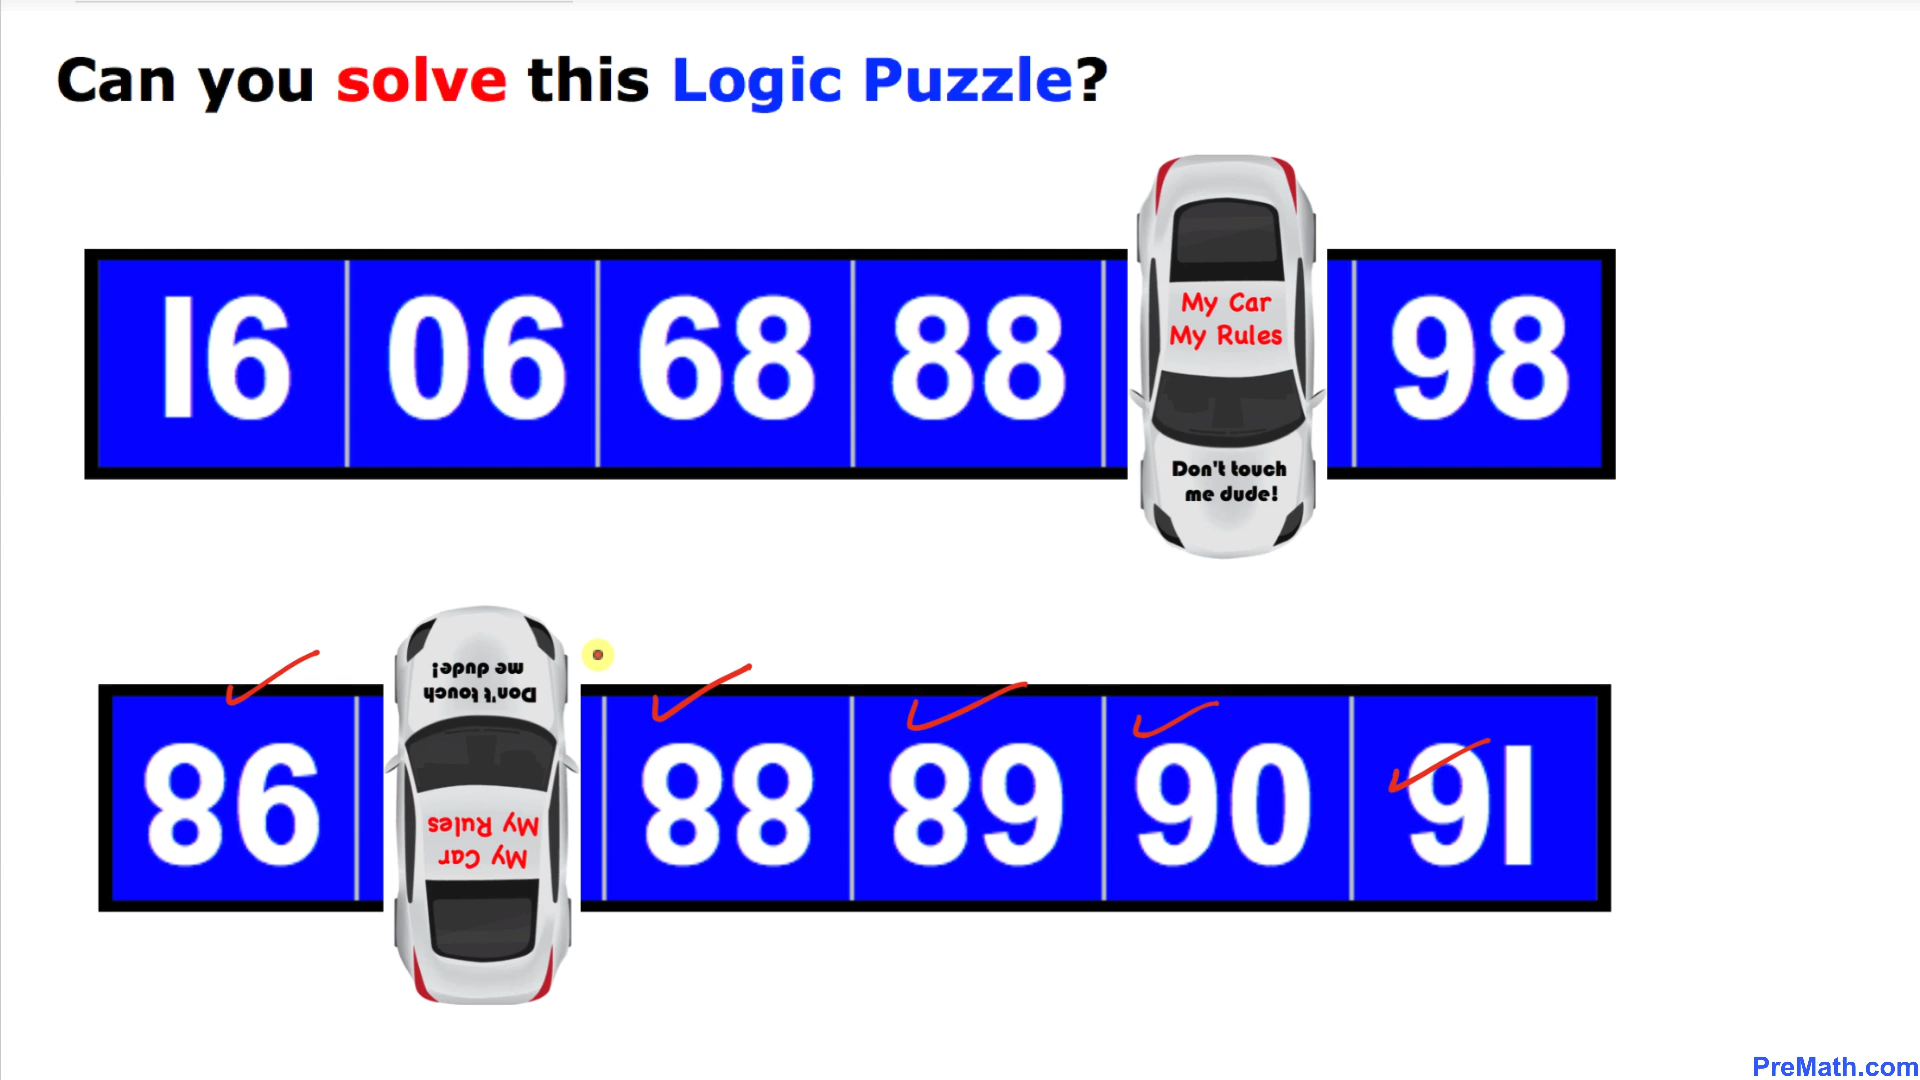 Can you solve this Logic Puzzle?
16 06 68 88 98
My Car
My Rules
Don't touch
me dude!
86 88 89 90 91
Don't touch
me dude!
My Car
My Rules
PreMath.com